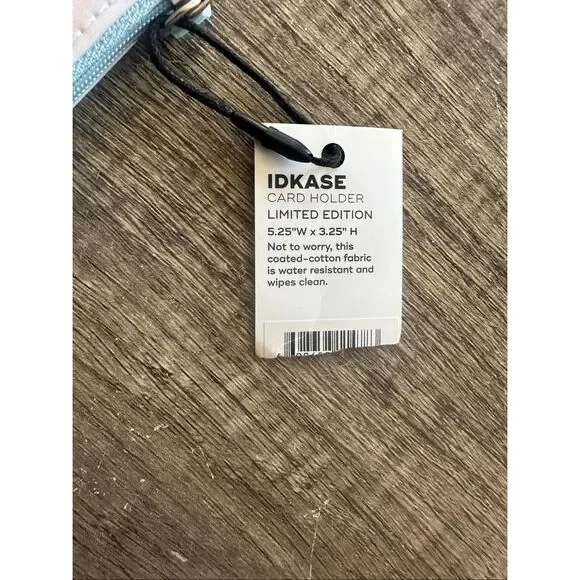 IDKASE
CARD HOLDER
LIMITED EDITION
5.25"W x 3.25" H
Not to worry, this
coated-cotton fabric
is water resistant and
wipes clean.